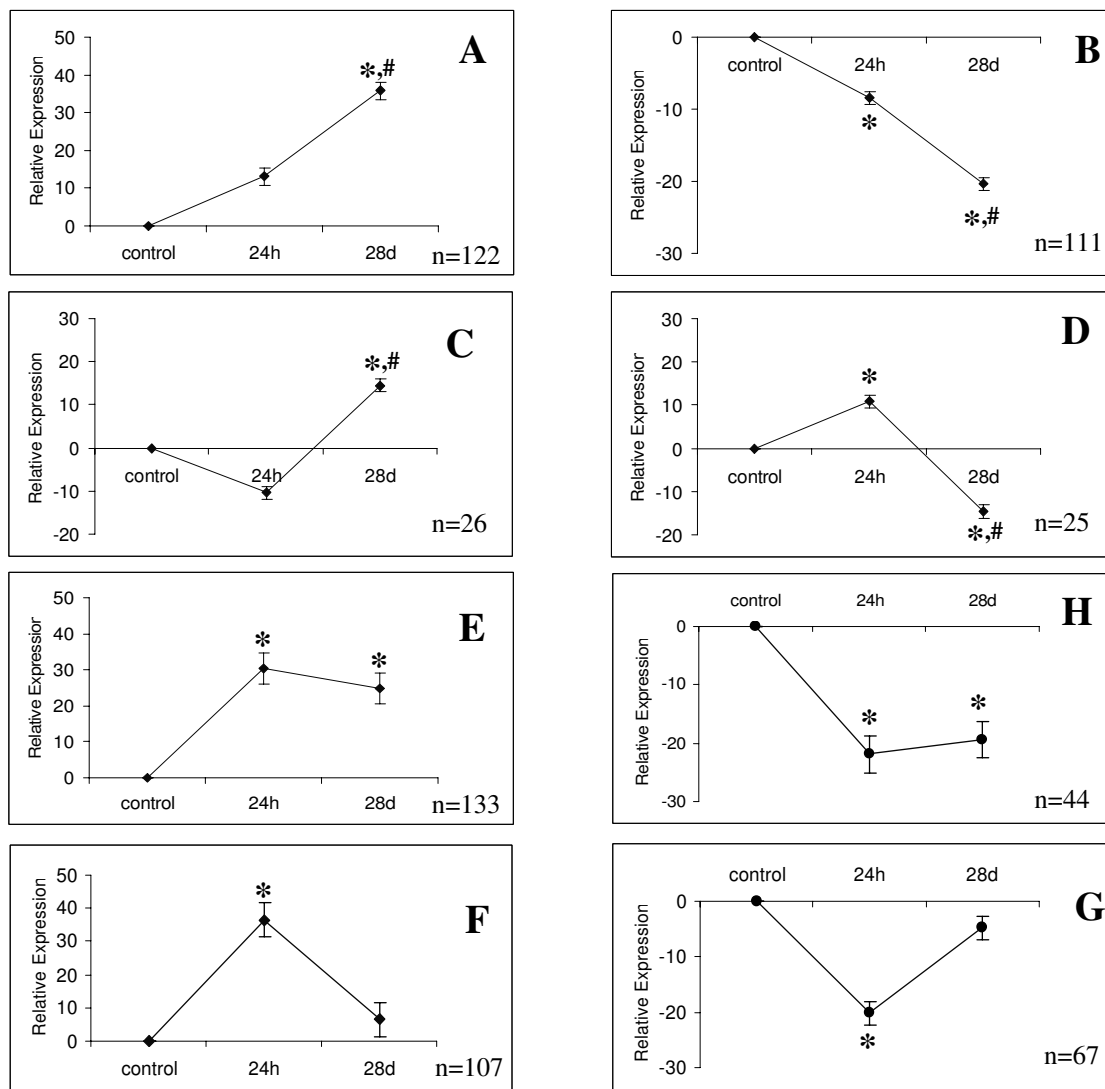 A
Relative Expression
50
40
30
20
10
0
control 24h 28d
*,#
n=122
B
Relative Expression
0
-10
-20
-30
control 24h 28d
*
*,#
n=111
C
Relative Expression
30
20
10
0
-10
-20
control 24h 28d
*,#
n=26
D
Relative Expressior
30
20
10
0
-10
-20
control 24h 28d
*
*,#
n=25
E
Relative Expressior
50
40
30
20
10
0
control 24h 28d
*
*
n=133
H
Relative Expression
control 24h 28d
0
-10
-20
-30
*
*
n=44
F
Relative Expression
50
40
30
20
10
0
control 24h 28d
*
n=107
G
Relative Expression
control 24h 28d
0
-10
-20
-30
*
n=67